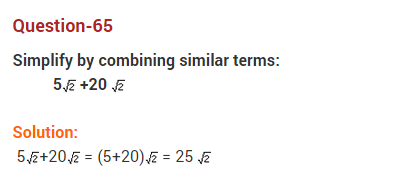 Question-65
Simplify by combining similar terms:
5√2 +20 √2
Solution:
5√2+20√2 = (5+20)√2 = 25 √2